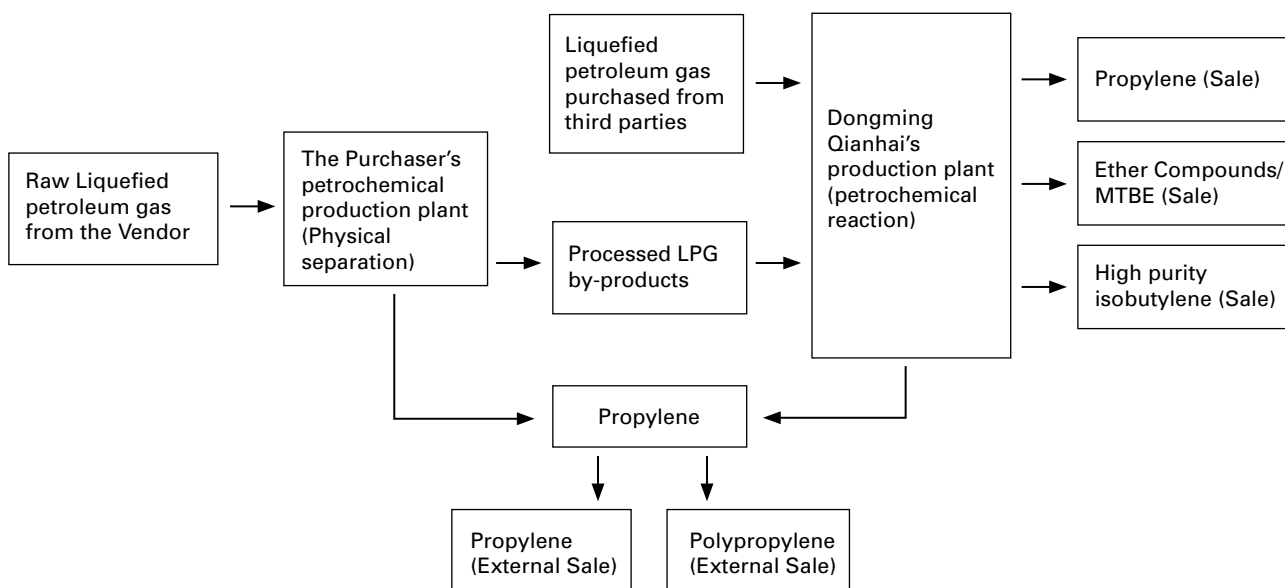 Raw Liquefied
petroleum gas
from the Vendor
The Purchaser's
petrochemical
production plant
(Physical
separation)
Liquefied
petroleum gas
purchased from
third parties
Processed LPG
by-products
Dongming
Qianhai's
production plant
(petrochemical
reaction)
Propylene (Sale)
Ether Compounds/
MTBE (Sale)
High purity
isobutylene (Sale)
Propylene
Propylene
(External Sale)
Polypropylene
(External Sale)